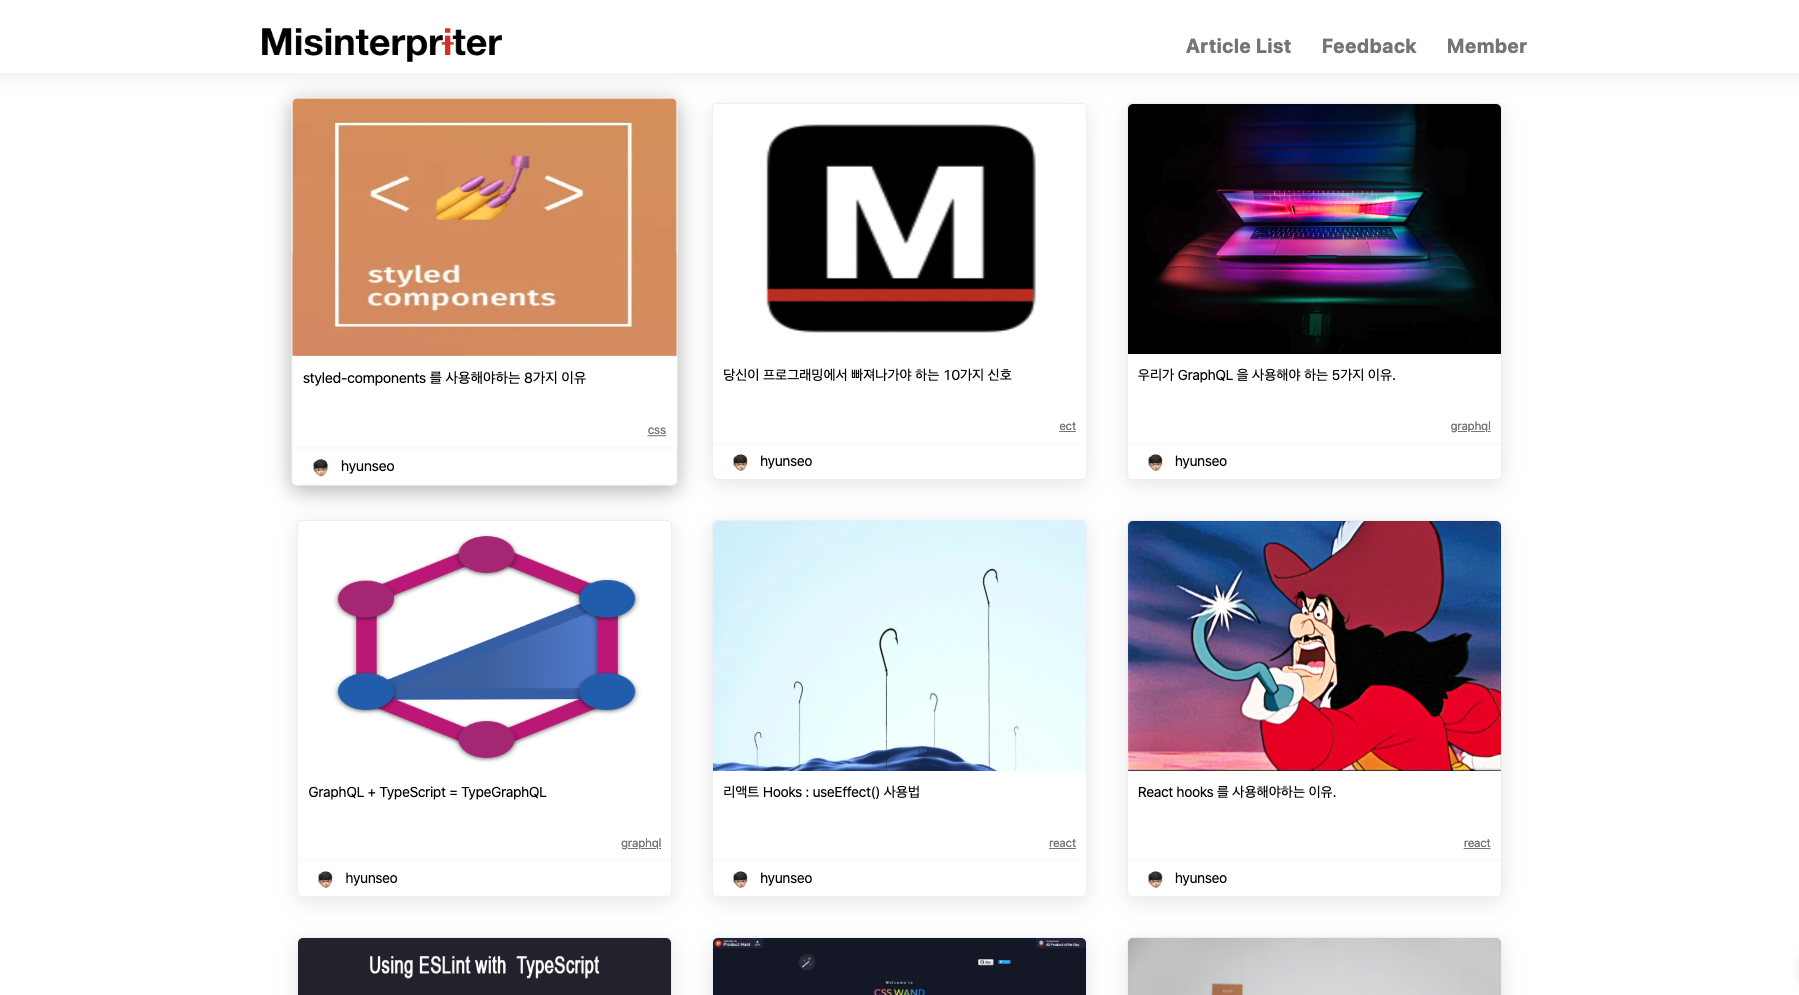 Misinterpriter
Article List
Feedback
Member
< >
styled
components
styled-components 를 사용해야하는 8가지 이유
css
hyunseo
M
당신이 프로그래밍에서 빠져나가야 하는 10가지 신호
ect
hyunseo
우리가 GraphQL 을 사용해야 하는 5가지 이유.
graphql
hyunseo
GraphQL + TypeScript = TypeGraphQL
graphql
hyunseo
리액트 Hooks : useEffect() 사용법
react
hyunseo
React hooks 를 사용해야하는 이유.
react
hyunseo
Using ESLint with TypeScript
Product Hunt
Welcome to
CSS WAND